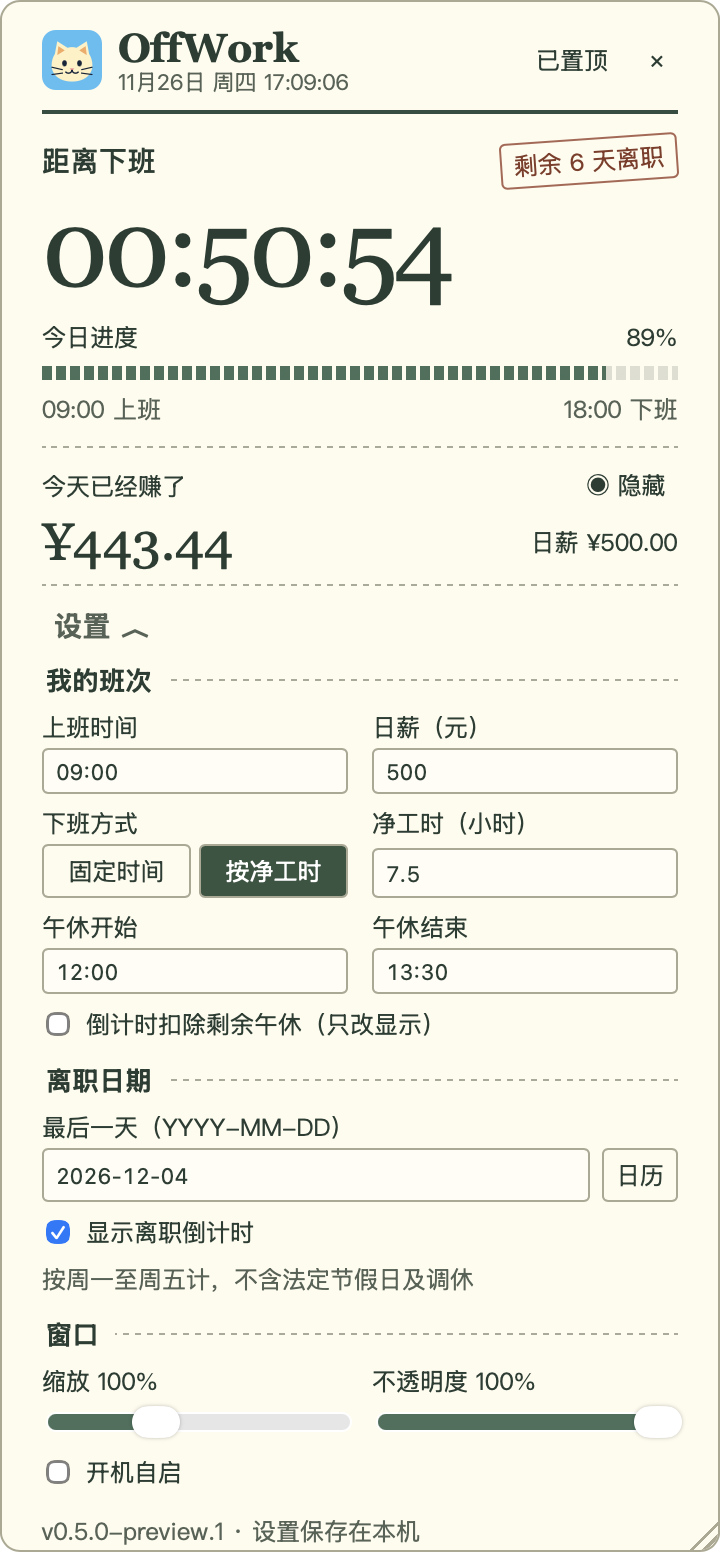 OffWork
11月26日 周四 17:09:06
已置顶 ×
距离下班
剩余 6 天离职
00:50:54
今日进度 89%
09:00 上班 18:00 下班
今天已经赚了 隐藏
¥443.44 日薪 ¥500.00
设置
我的班次
上班时间 日薪（元）
09:00 500
下班方式 净工时（小时）
固定时间 按净工时 7.5
午休开始 午休结束
12:00 13:30
倒计时扣除剩余午休（只改显示）
离职日期
最后一天（YYYY–MM–DD）
2026-12-04 日历
显示离职倒计时
按周一至周五计，不含法定节假日及调休
窗口
缩放 100% 不透明度 100%
开机自启
v0.5.0–preview.1 · 设置保存在本机